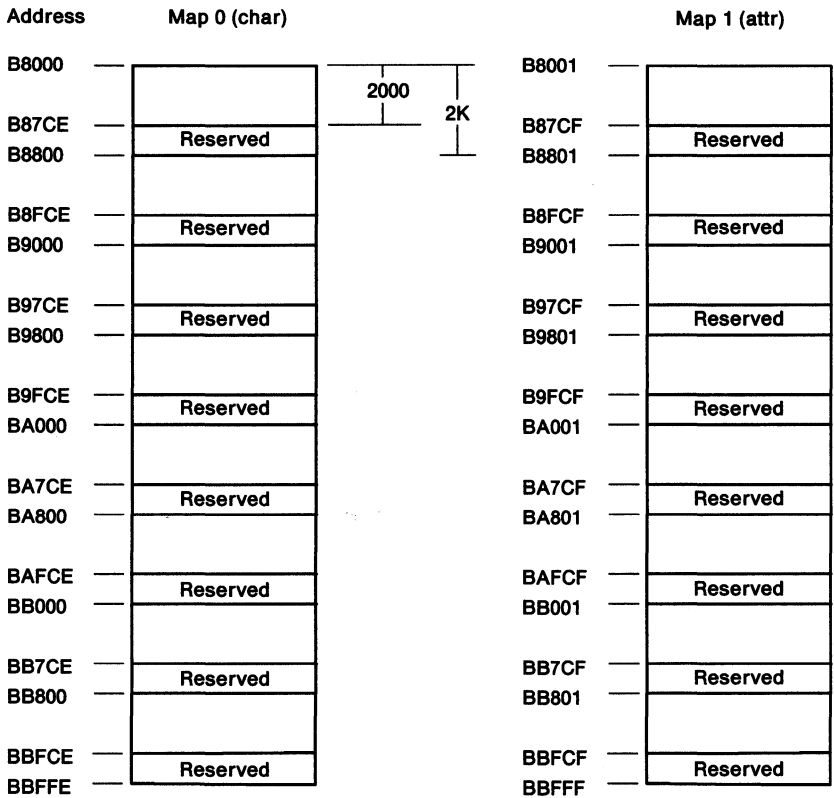 Address Map 0 (char) Map 1 (attr)
B8000 B8001
2000
2K
B87CE B87CF
Reserved Reserved
B8800 B8801
B8FCE B8FCF
Reserved Reserved
B9000 B9001
B97CE B97CF
Reserved Reserved
B9800 B9801
B9FCE B9FCF
Reserved Reserved
BA000 BA001
BA7CE BA7CF
Reserved Reserved
BA800 BA801
BAFCE BAFCF
Reserved Reserved
BB000 BB001
BB7CE BB7CF
Reserved Reserved
BB800 BB801
BBFCE BBFCF
Reserved Reserved
BBFFE BBFFF